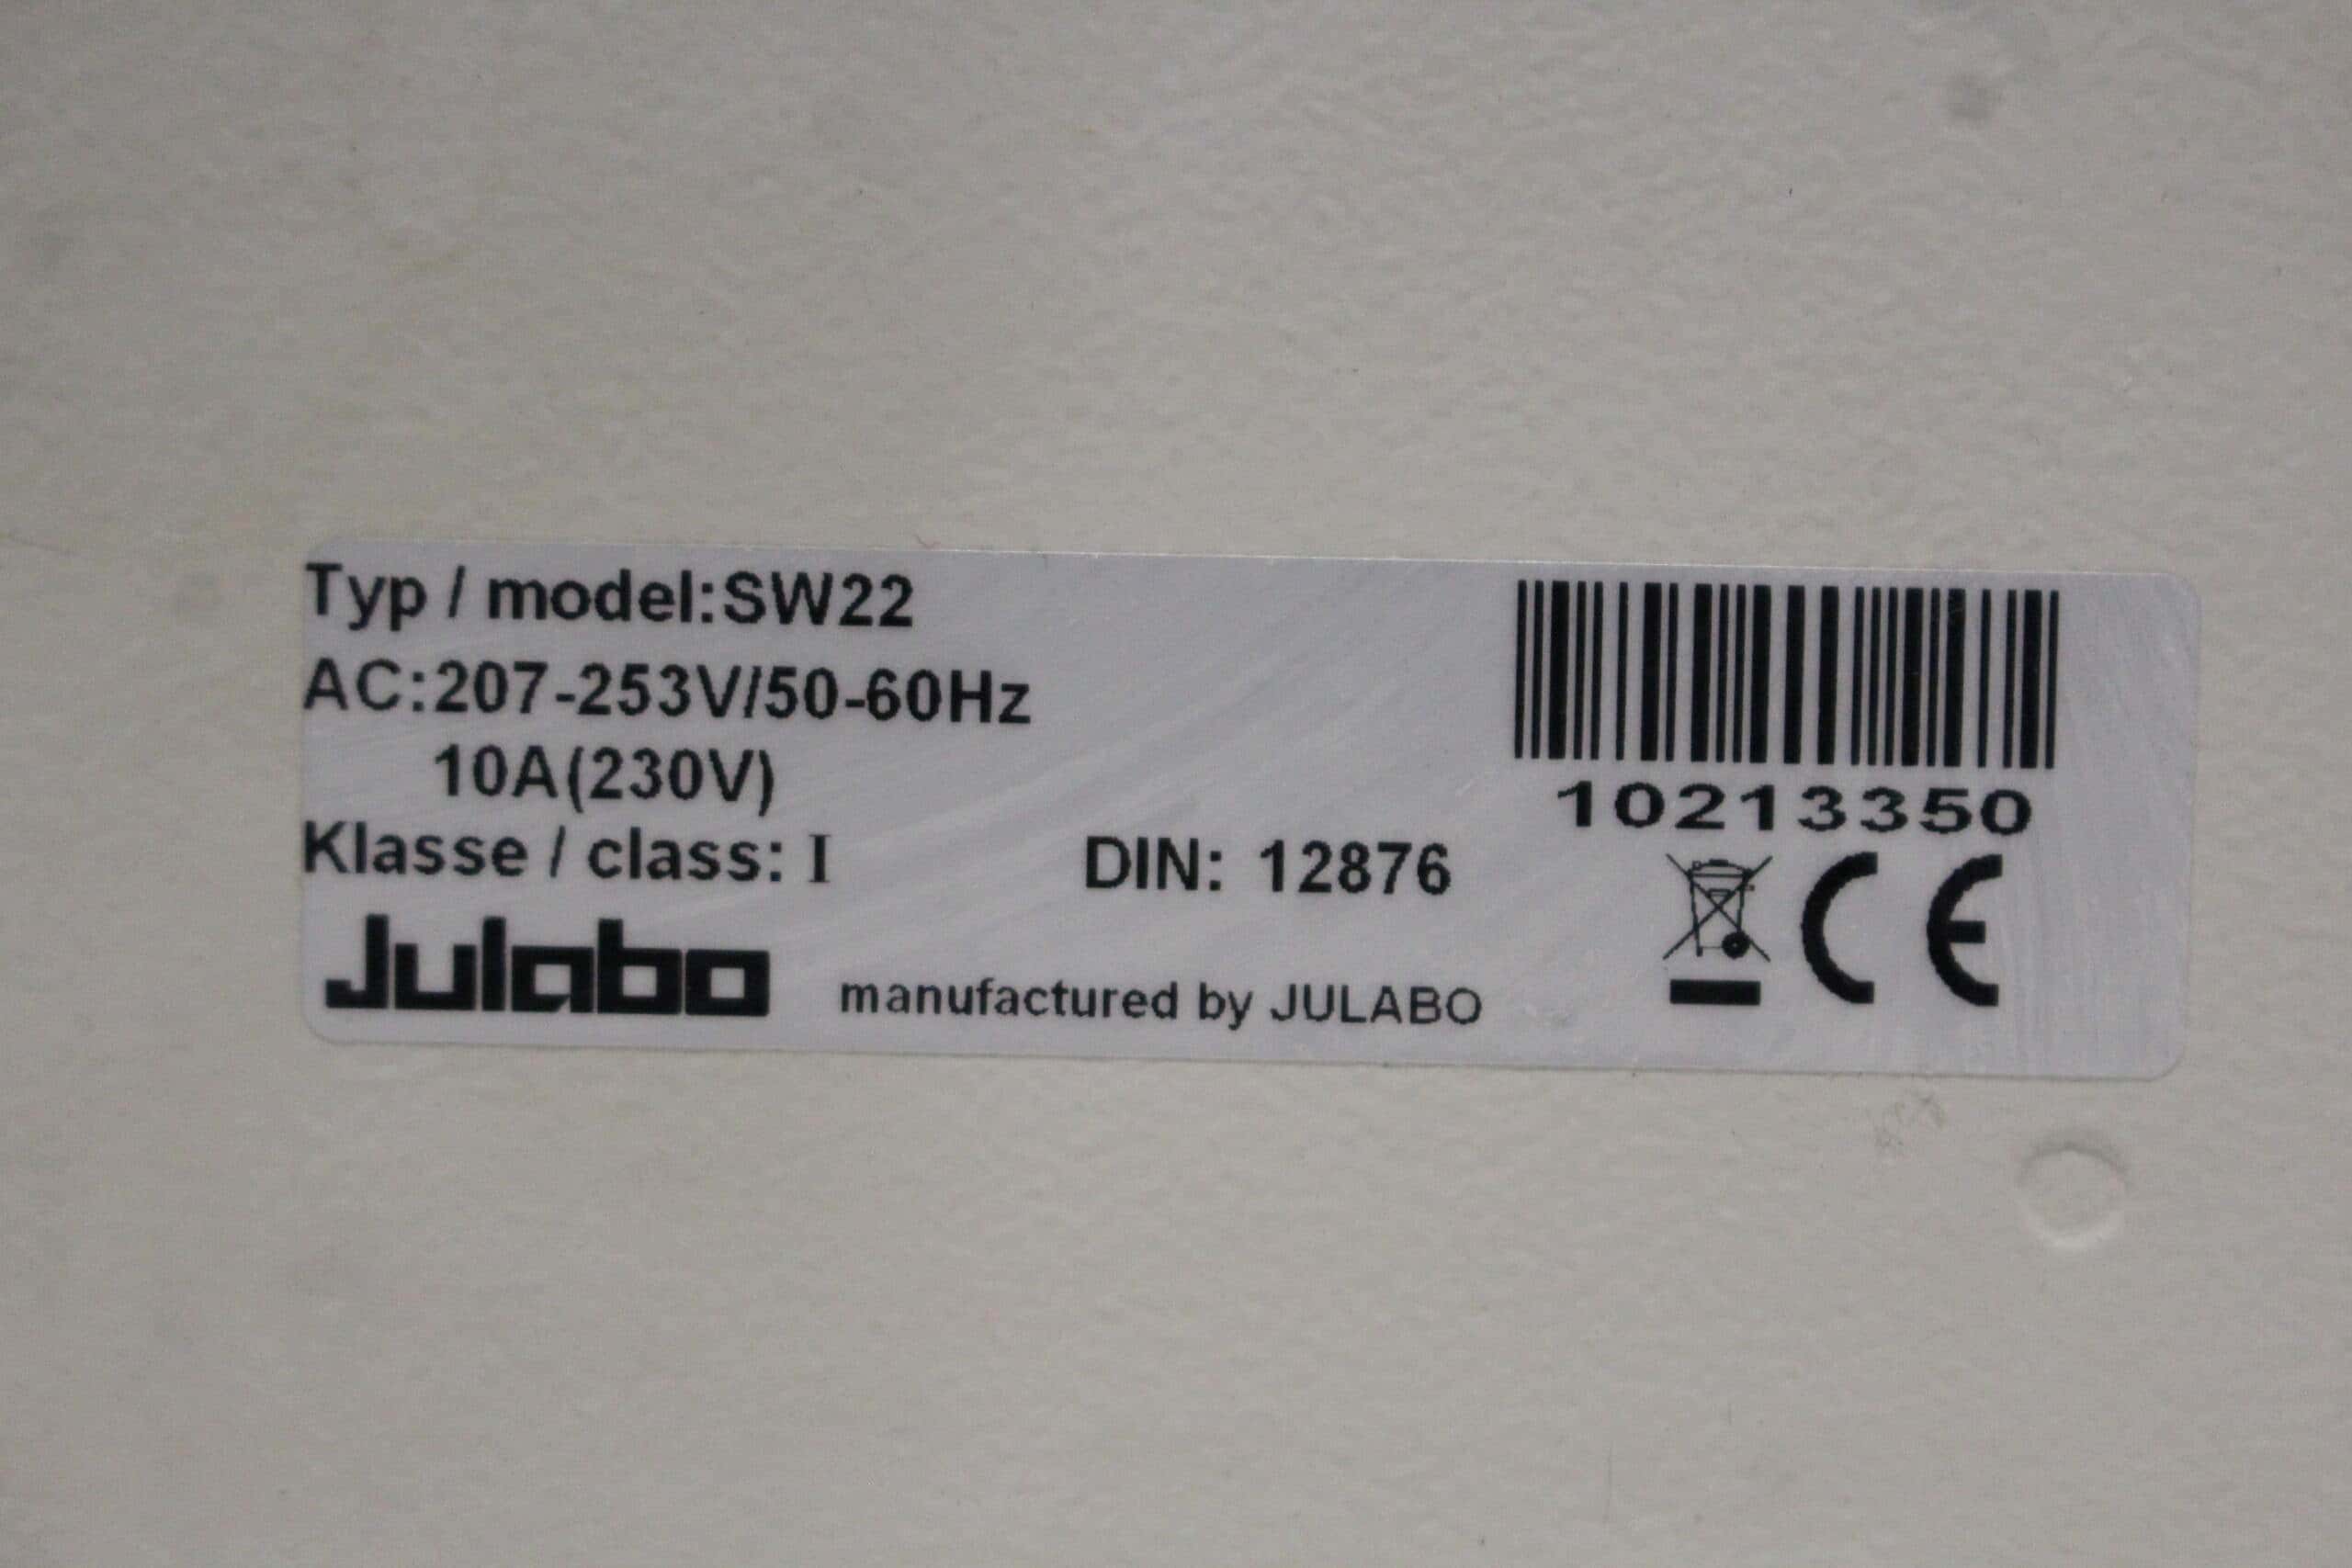 Typ / model:SW22
AC:207-253V/50-60Hz
10A(230V)
Klasse / class: I
DIN: 12876
Julabo
manufactured by JULABO
10213350
CE